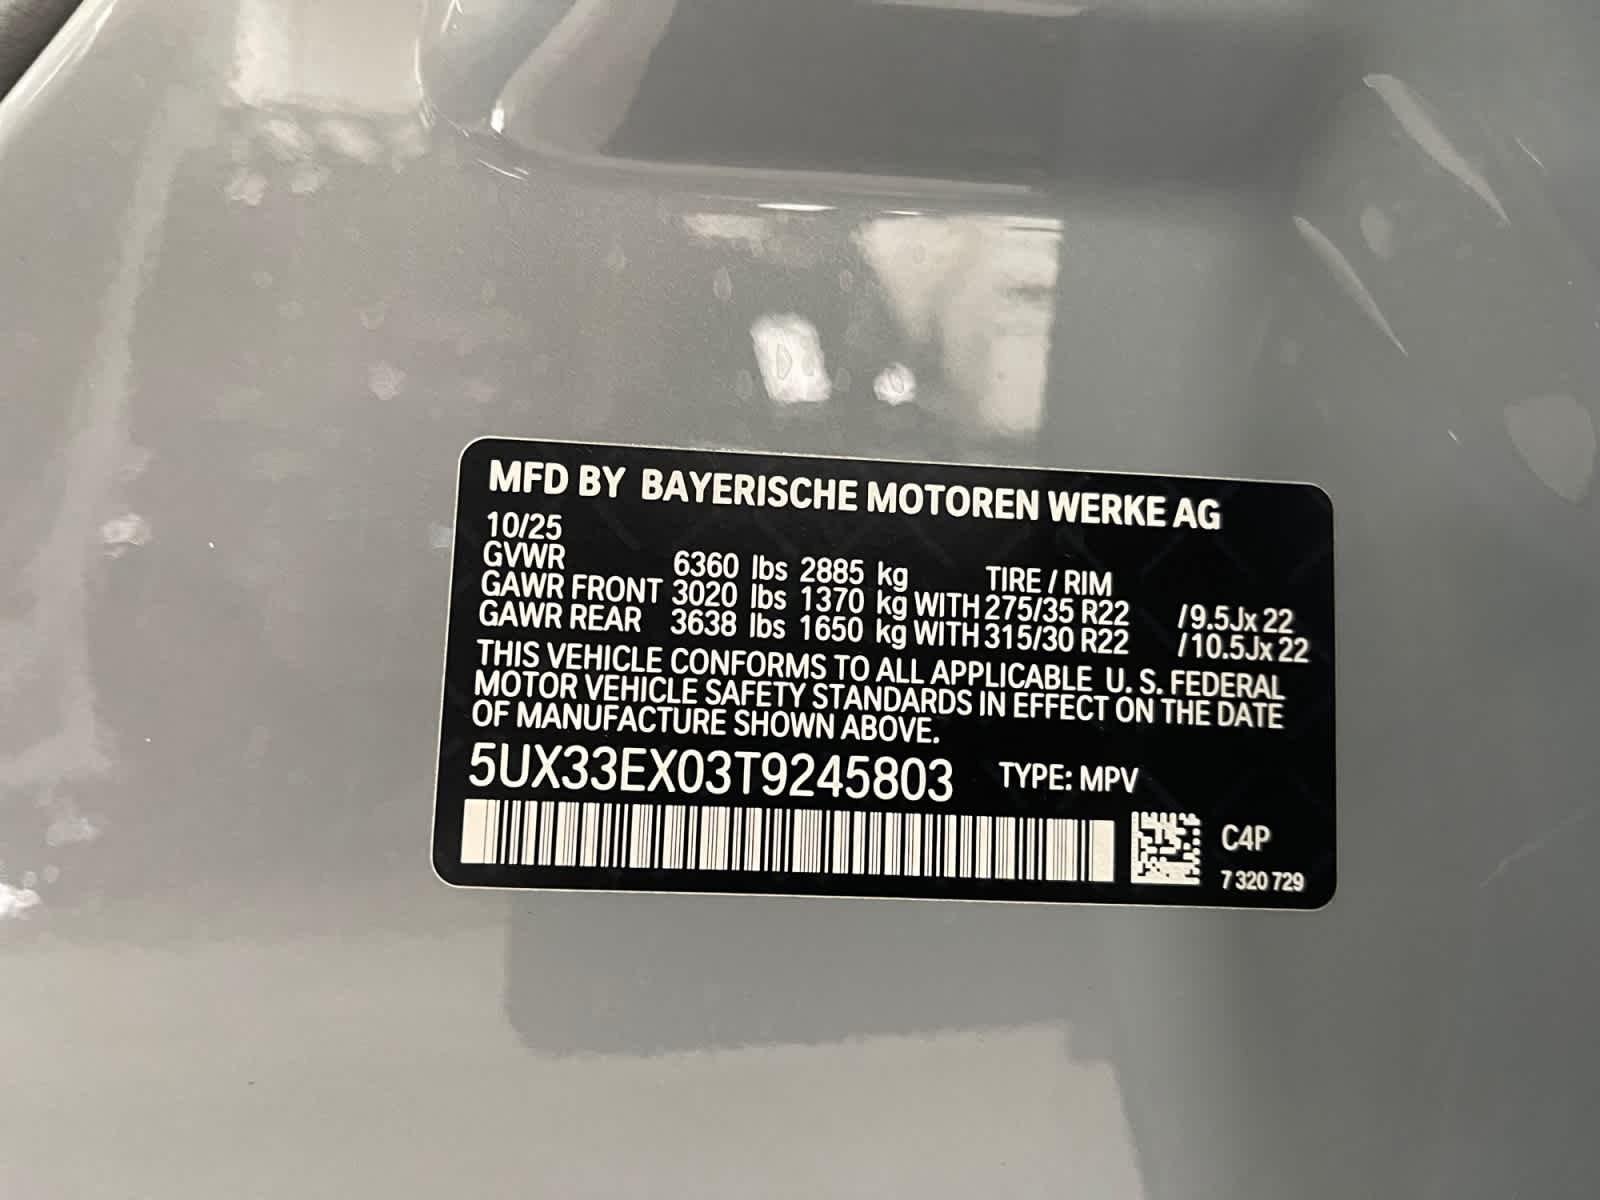 MFD BY BAYERISCHE MOTOREN WERKE AG
10/25
GVWR 6360 lbs 2885 kg TIRE / RIM
GAWR FRONT 3020 lbs 1370 kg WITH 275/35 R22 /9.5Jx 22
GAWR REAR 3638 lbs 1650 kg WITH 315/30 R22 /10.5Jx 22
THIS VEHICLE CONFORMS TO ALL APPLICABLE U. S. FEDERAL
MOTOR VEHICLE SAFETY STANDARDS IN EFFECT ON THE DATE
OF MANUFACTURE SHOWN ABOVE.
5UX33EX03T9245803 TYPE: MPV
C4P
7 320 729